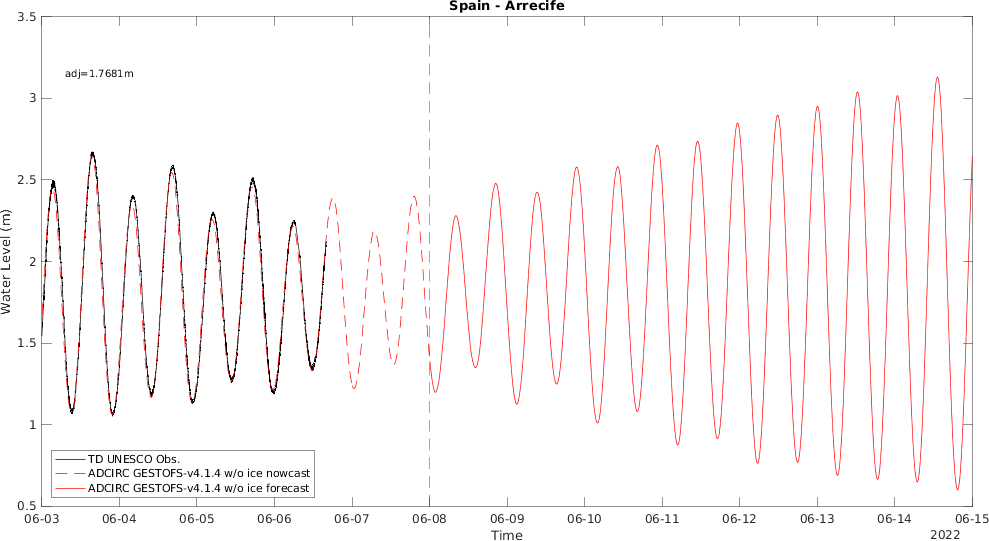 Spain - Arrecife
3.5
adj=1.7681m
3
2.5
2
1.5
1
0.5
Water Level (m)
TD UNESCO Obs.
ADCIRC GESTOFS-v4.1.4 w/o ice nowcast
ADCIRC GESTOFS-v4.1.4 w/o ice forecast
06-03 06-04 06-05 06-06 06-07 06-08 06-09 06-10 06-11 06-12 06-13 06-14 06-15
Time
2022